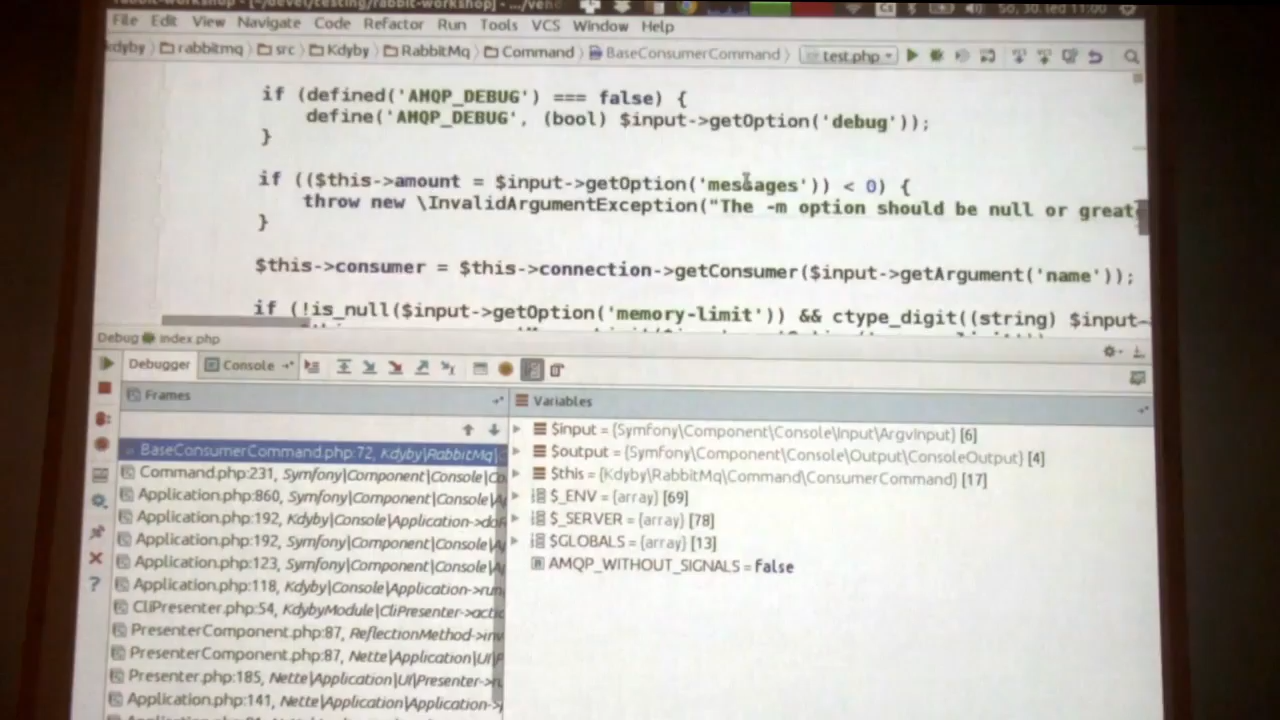 File Edit View Navigate Code Refactor Run Tools VCS Window Help
kdyby rabbitmq src Kdyby RabbitMq Command BaseConsumerCommand test.php
if (defined('AMQP_DEBUG') === false) {
define('AMQP_DEBUG', (bool) $input->getOption('debug'));
}
if (($this->amount = $input->getOption('messages')) < 0) {
throw new \InvalidArgumentException("The -m option should be null or great
}
$this->consumer = $this->connection->getConsumer($input->getArgument('name'));
if (!is_null($input->getOption('memory-limit')) && ctype_digit((string) $input-
Debug index.php
Debugger Console
Frames
BaseConsumerCommand.php:72, Kdyby|RabbitMq|
Command.php:231, Symfony|Component|Console|Co
Application.php:860, Symfony|Component|Console|A
Application.php:192, Kdyby|Console|Application->do
Application.php:192, Symfony|Component|Console|A
Application.php:123, Symfony|Component|Console|A
Application.php:118, Kdyby|Console|Application->run
CliPresenter.php:54, KdybyModule|CliPresenter->acti
PresenterComponent.php:87, ReflectionMethod->inv
PresenterComponent.php:87, Nette|Application|UI|P
Presenter.php:185, Nette|Application|UI|Presenter->
Application.php:141, Nette|Application|Application->
Variables
$input = {Symfony\Component\Console\Input\ArgvInput} [6]
$output = {Symfony\Component\Console\Output\ConsoleOutput} [4]
$this = {Kdyby\RabbitMq\Command\ConsumerCommand} [17]
$_ENV = {array} [69]
$_SERVER = {array} [78]
$GLOBALS = {array} [13]
AMQP_WITHOUT_SIGNALS = False